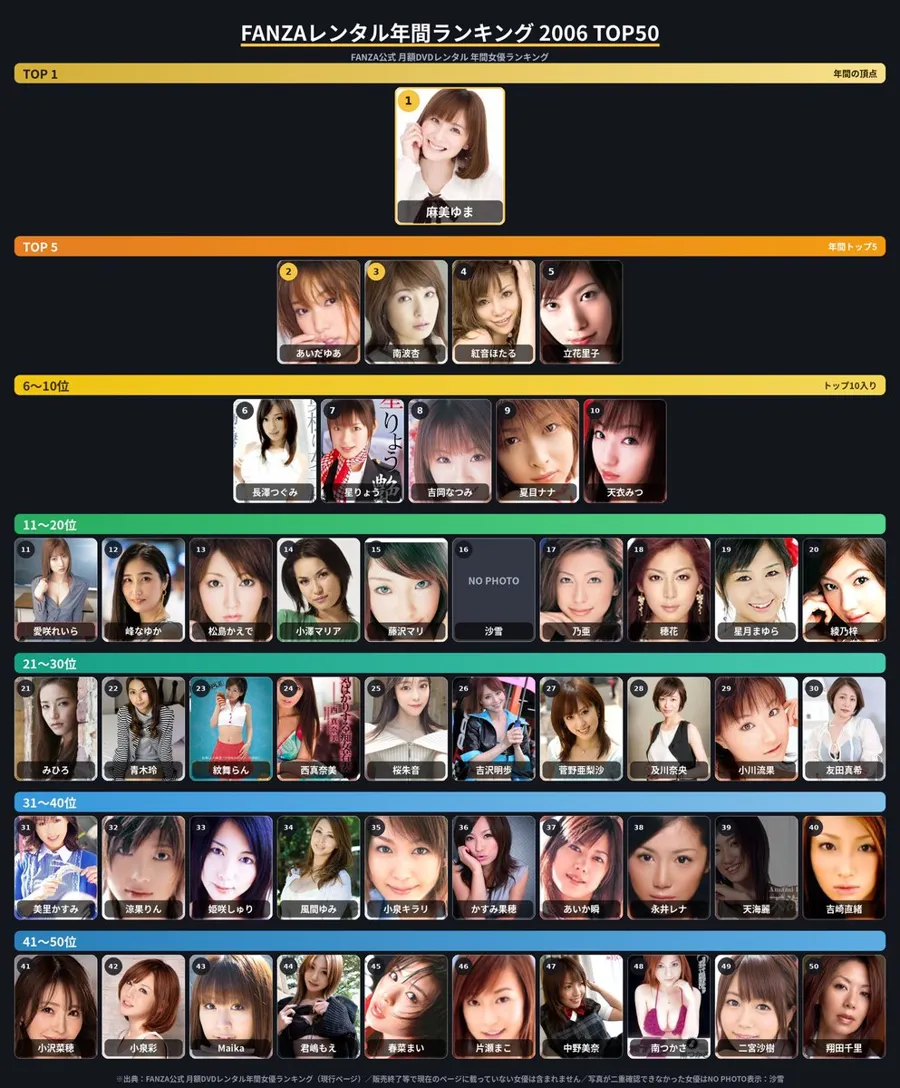 FANZAレンタル年間ランキング 2006 TOP50
FANZA公式 月額DVDレンタル 年間女優ランキング
TOP 1
年間の頂点
1
麻美ゆま
TOP 5
年間トップ5
2
あいだゆあ
3
南波杏
4
紅音ほたる
5
立花里子
6〜10位
トップ10入り
6
長澤つぐみ
7
星りょう
8
吉岡なつみ
9
夏目ナナ
10
天衣みつ
11〜20位
11
愛咲れいら
12
峰なゆか
13
松島かえで
14
小澤マリア
15
藤沢マリ
16
NO PHOTO
沙雪
17
乃亜
18
穂花
19
星月まゆら
20
綾乃梓
21〜30位
21
みひろ
22
青木玲
23
紋舞らん
24
西真奈美
25
桜朱音
26
吉沢明歩
27
菅野亜梨沙
28
及川奈央
29
小川流果
30
友田真希
31〜40位
31
美里かすみ
32
涼果りん
33
姫咲しゅり
34
風間ゆみ
35
小泉キラリ
36
かすみ果穂
37
あいか瞬
38
永井レナ
39
天海麗
40
吉崎直緒
41〜50位
41
小沢菜穂
42
小泉彩
43
Maika
44
君嶋もえ
45
春菜まい
46
片瀬まこ
47
中野美奈
48
南つかさ
49
二宮沙樹
50
翔田千里
※出典：FANZA公式 月額DVDレンタル年間女優ランキング（現行ページ）／販売終了等で現在のページに載っていない女優は含まれません／写真が二重確認できなかった女優はNO PHOTO表示：沙雪